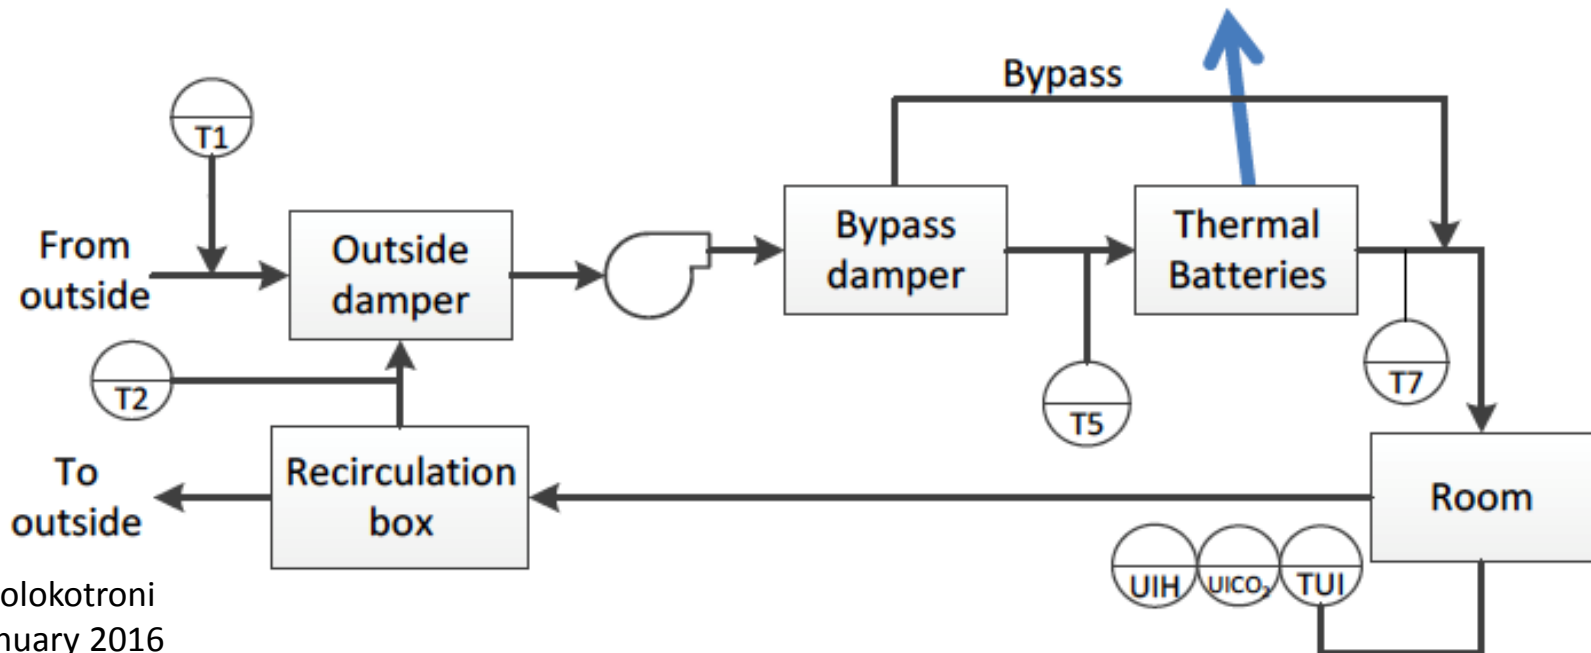 Bypass
T1
From
outside
Outside
damper
Bypass
damper
Thermal
Batteries
T2
T5
T7
To
outside
Recirculation
box
Room
UIH
UICO₂
TUI
olokotroni
nuary 2016